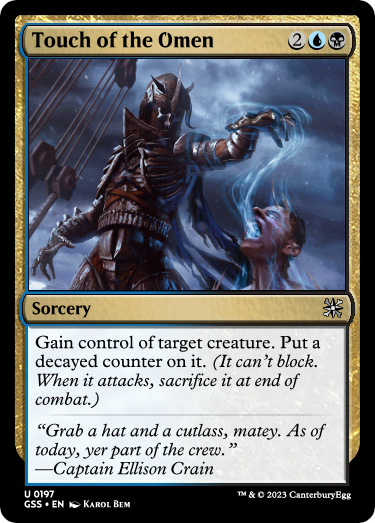 Touch of the Omen 2
Sorcery
Gain control of target creature. Put a
decayed counter on it. (It can't block.
When it attacks, sacrifice it at end of
combat.)
“Grab a hat and a cutlass, matey. As of
today, yer part of the crew.”
—Captain Ellison Crain
U 0197
GSS • EN KAROL BEM
™ & © 2023 CanterburyEgg